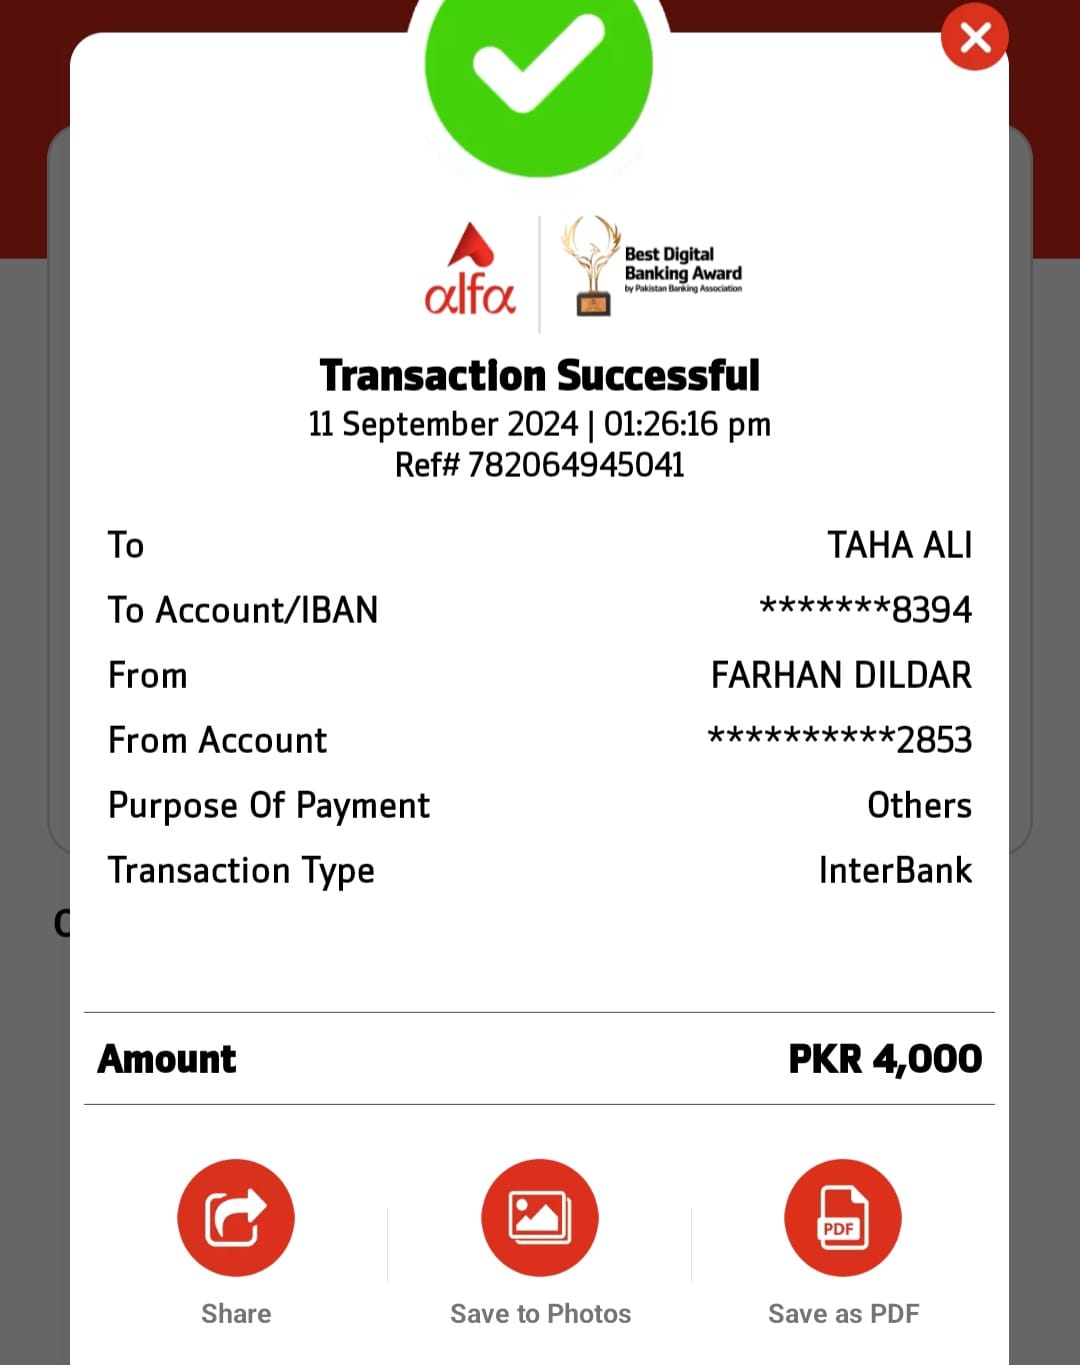 alfa
Best Digital
Banking Award
by Pakistan Banking Association
Transaction Successful
11 September 2024 | 01:26:16 pm
Ref# 782064945041
To TAHA ALI
To Account/IBAN *******8394
From FARHAN DILDAR
From Account **********2853
Purpose Of Payment Others
Transaction Type InterBank
Amount PKR 4,000
PDF
Share Save to Photos Save as PDF